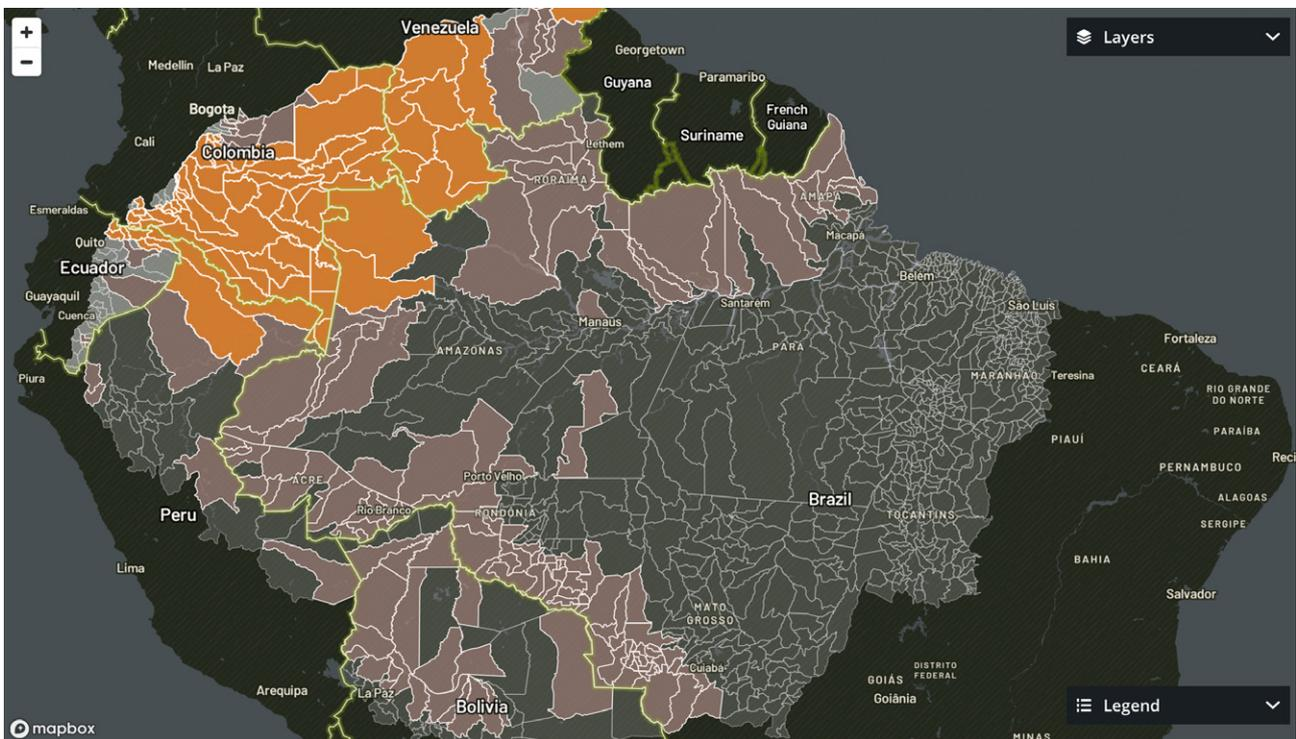 +
−
Layers
Venezuela
Georgetown
Medellin
La Paz
Guyana
Paramaribo
Bogota
French
Guiana
Suriname
Cali
Colombia
Lethem
RORAIMA
AMAPÁ
Esmeraldas
Macapá
Quito
Ecuador
Belém
Guayaquil
Santarém
São Luís
Cuenca
Manaus
Fortaleza
AMAZONAS
PARÁ
CEARÁ
Piura
MARANHÃO
Teresina
RIO GRANDE
DO NORTE
PARAÍBA
PIAUÍ
Reci
PERNAMBUCO
Porto Velho
ACRE
Brazil
ALAGOAS
Rio Branco
RONDÔNIA
Peru
TOCANTINS
SERGIPE
BAHIA
Lima
Salvador
MATO
GROSSO
Cuiabá
DISTRITO
FEDERAL
GOIÁS
Goiânia
Arequipa
La Paz
Bolivia
Legend
mapbox
MINAS